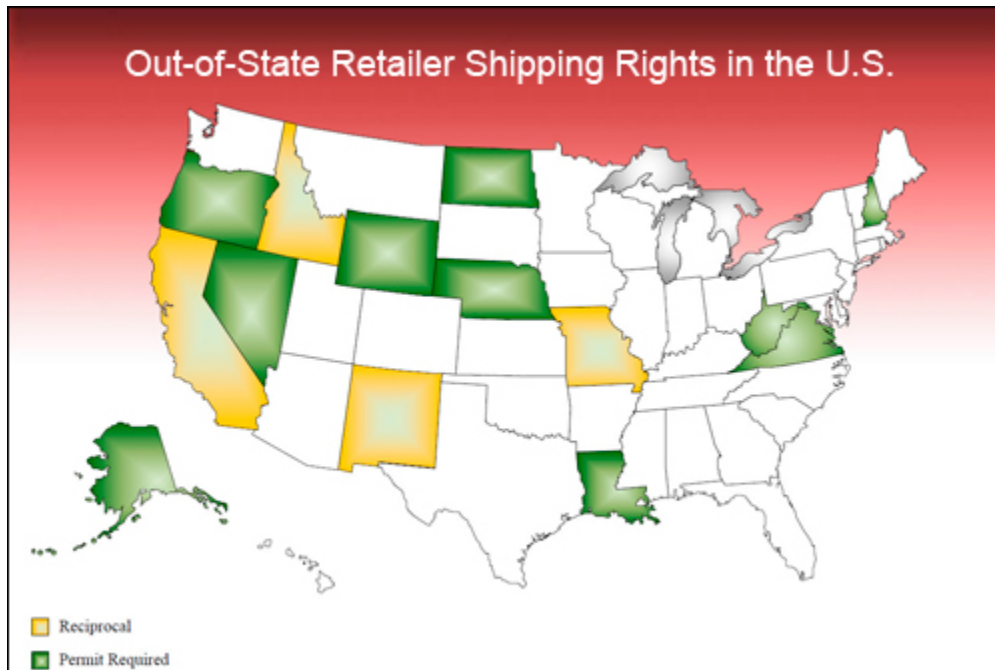 Out-of-State Retailer Shipping Rights in the U.S.
Reciprocal
Permit Required